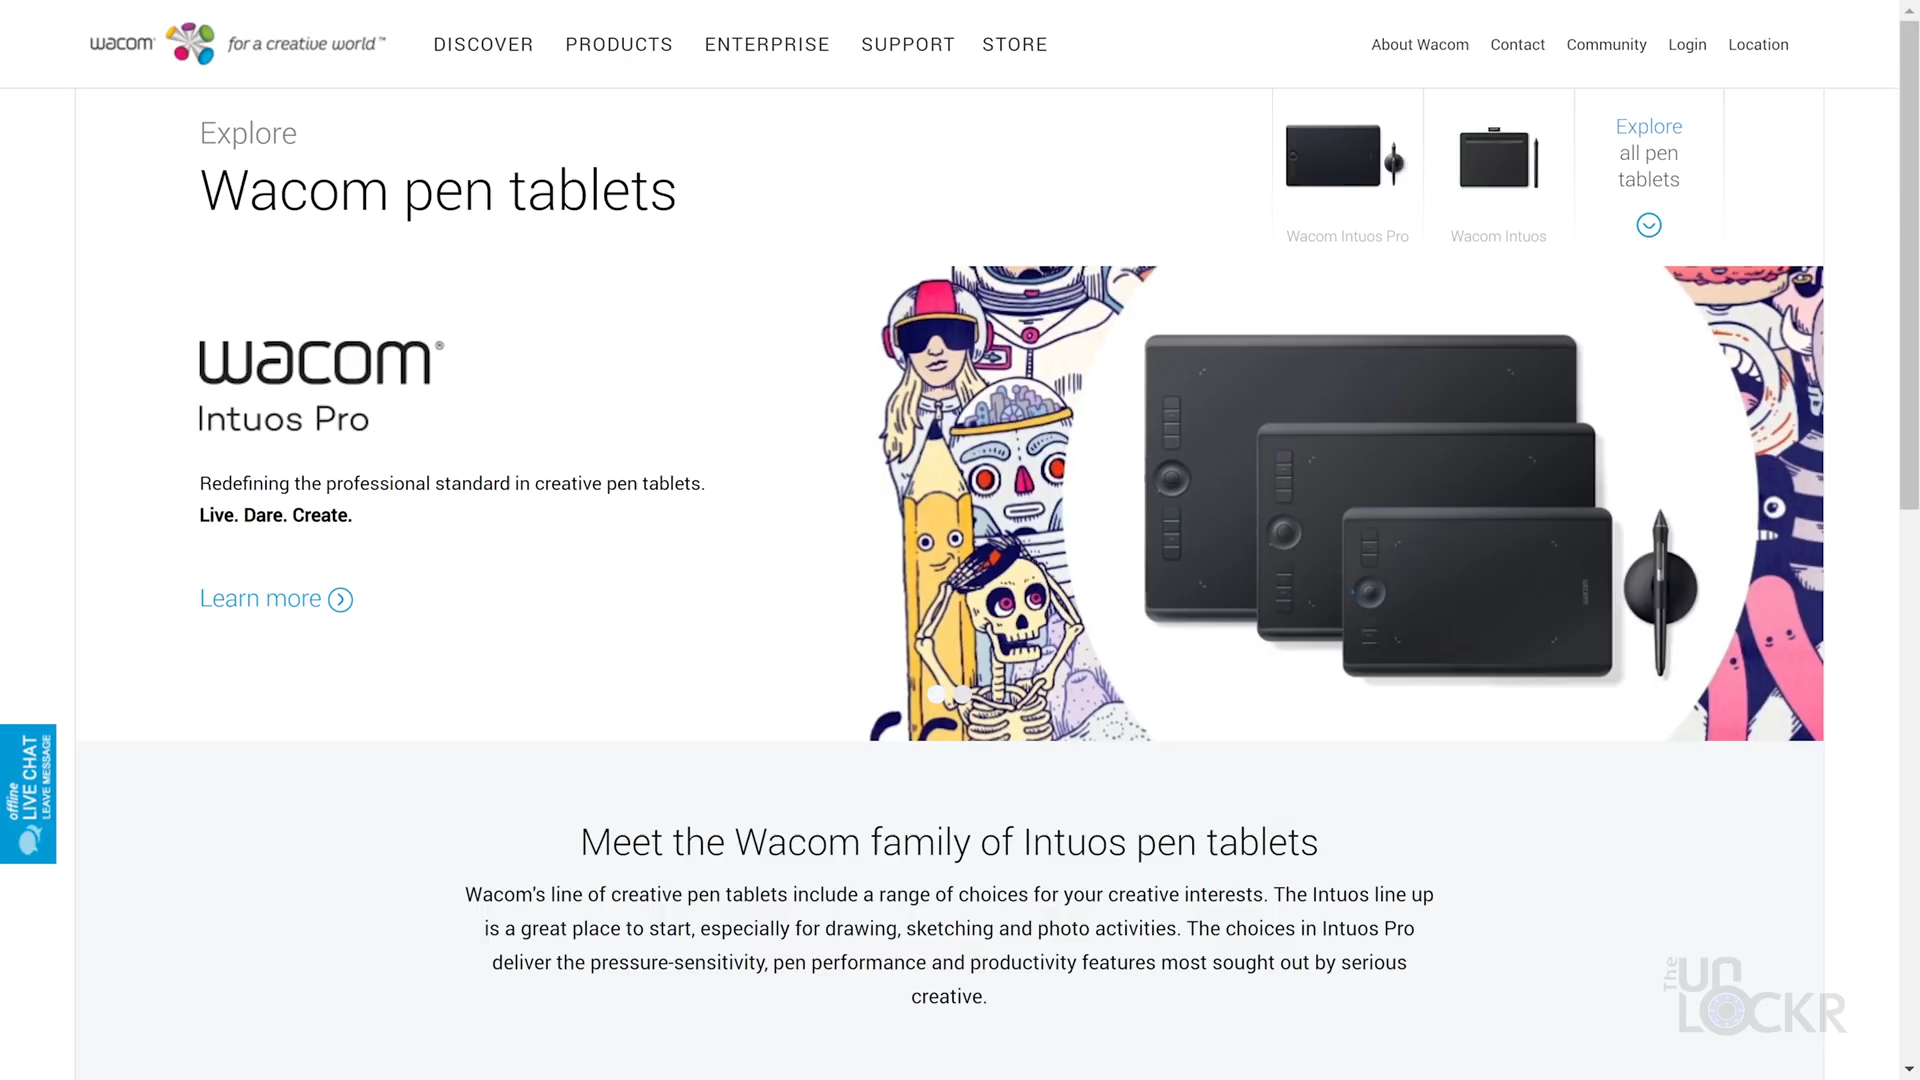 wacom for a creative world™
DISCOVER PRODUCTS ENTERPRISE SUPPORT STORE
About Wacom Contact Community Login Location
Explore
Wacom pen tablets
Wacom Intuos Pro
Wacom Intuos
Explore
all pen
tablets
wacom®
Intuos Pro
Redefining the professional standard in creative pen tablets.
Live. Dare. Create.
Learn more
wacom
offline
LIVE CHAT
LEAVE MESSAGE
Meet the Wacom family of Intuos pen tablets
Wacom's line of creative pen tablets include a range of choices for your creative interests. The Intuos line up
is a great place to start, especially for drawing, sketching and photo activities. The choices in Intuos Pro
deliver the pressure-sensitivity, pen performance and productivity features most sought out by serious
creative.
The
UN
LOCKR